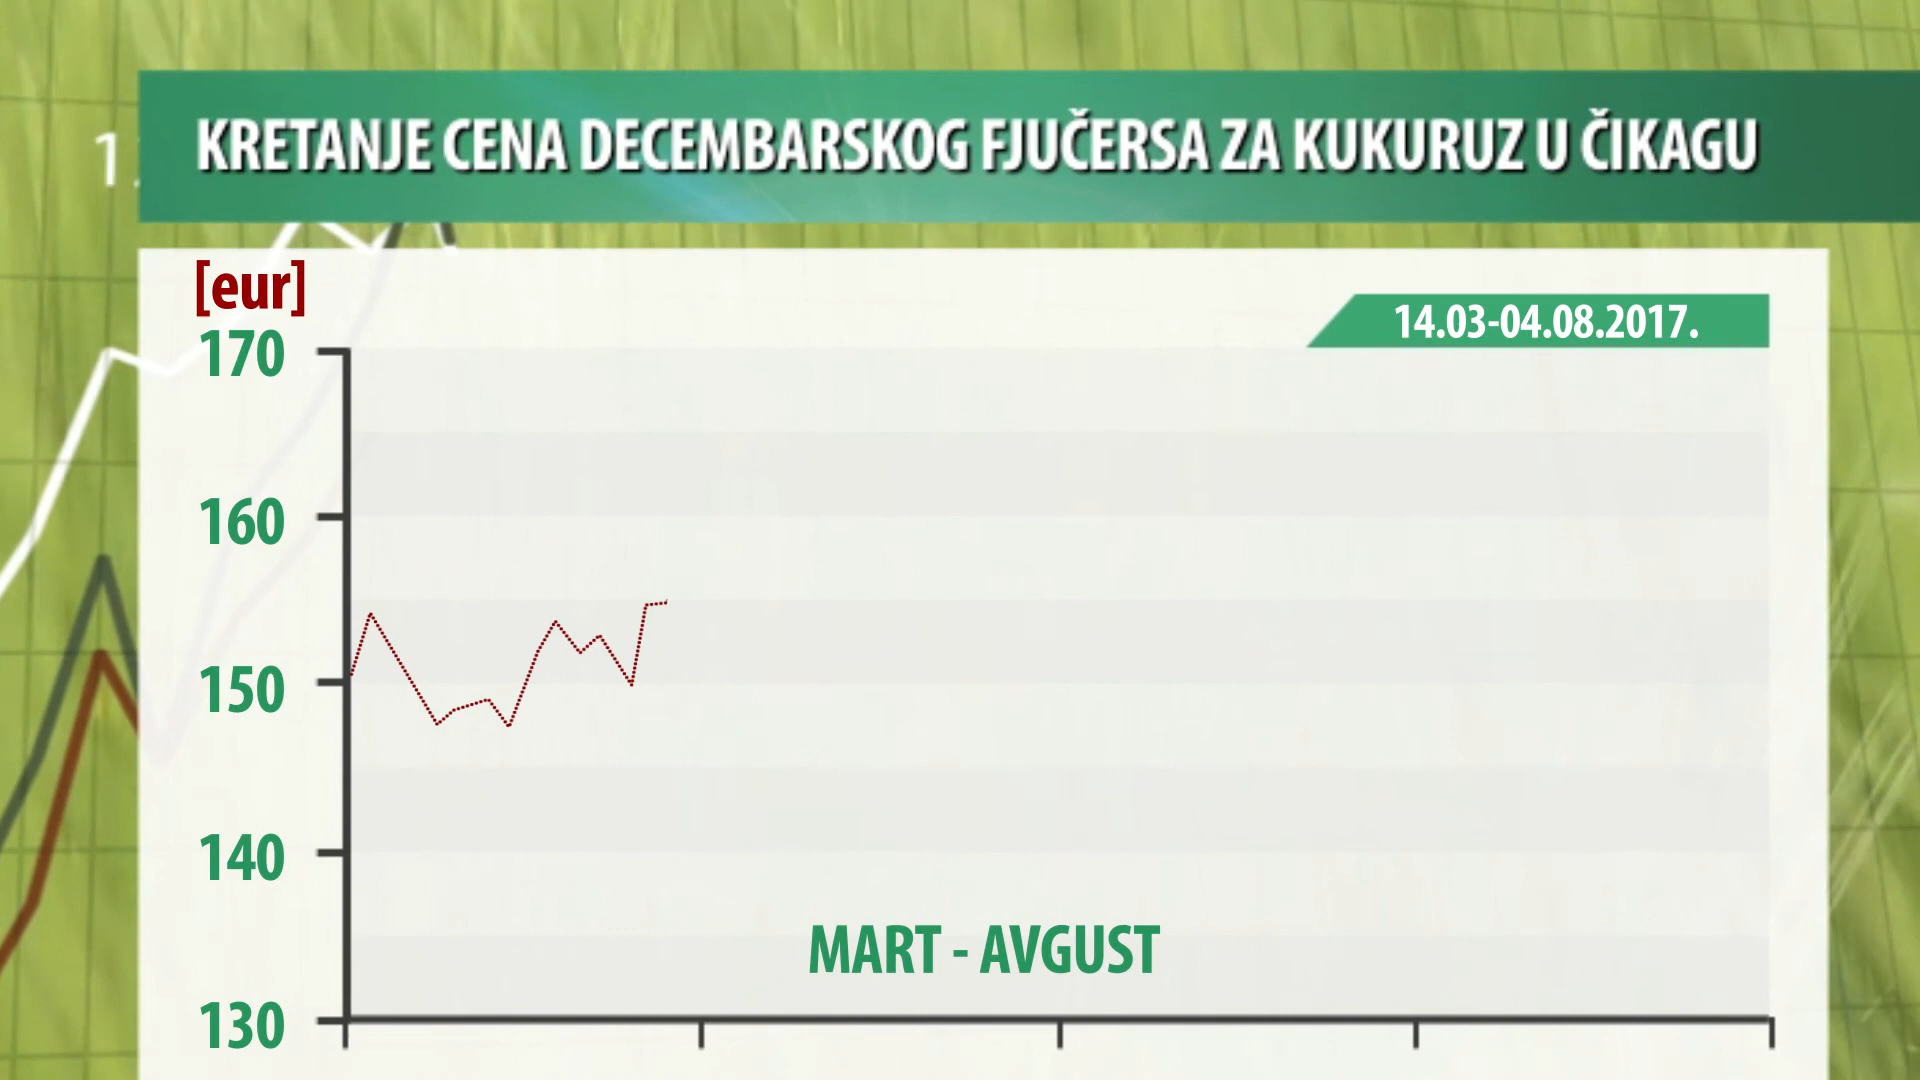 1
KRETANJE CENA DECEMBARSKOG FJUČERSA ZA KUKURUZ U ČIKAGU
[eur]
14.03-04.08.2017.
170
160
150
140
MART - AVGUST
130